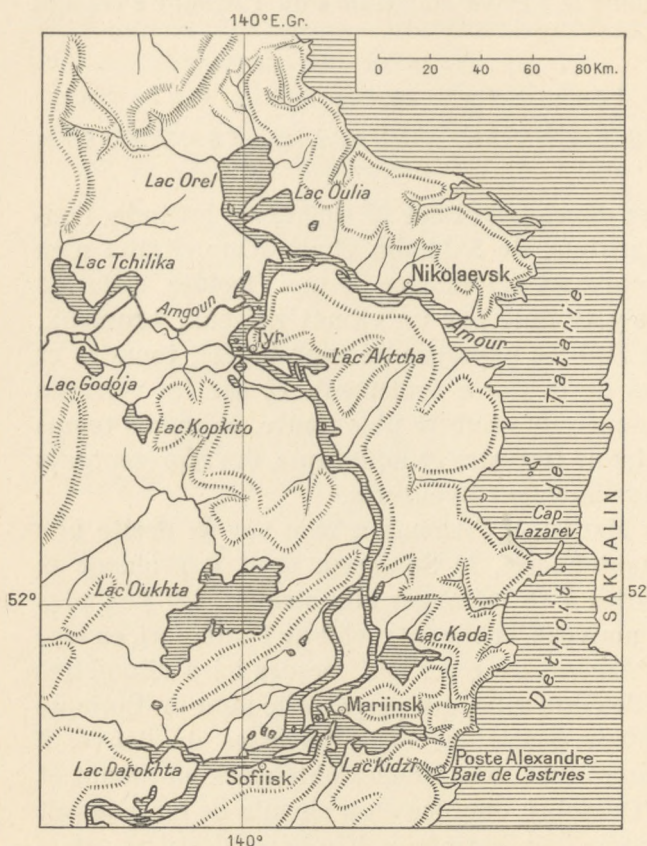 140° E.Gr.
0 20 40 60 80 Km.
Lac Orel
Lac Oulia
Lac Tchilika
Nikolaevsk
Amgoun
Amour
Tyr
Lac Aktcha
Lac Godoja
Lac Kopkito
Détroit de Tatarie
SAKHALIN
Cap
Lazarev
Lac Oukhta
52°
52
Lac Kada
Mariinsk
Poste Alexandre
Baie de Castries
Lac Darokhta
Sofiisk
Lac Kidzi
140°